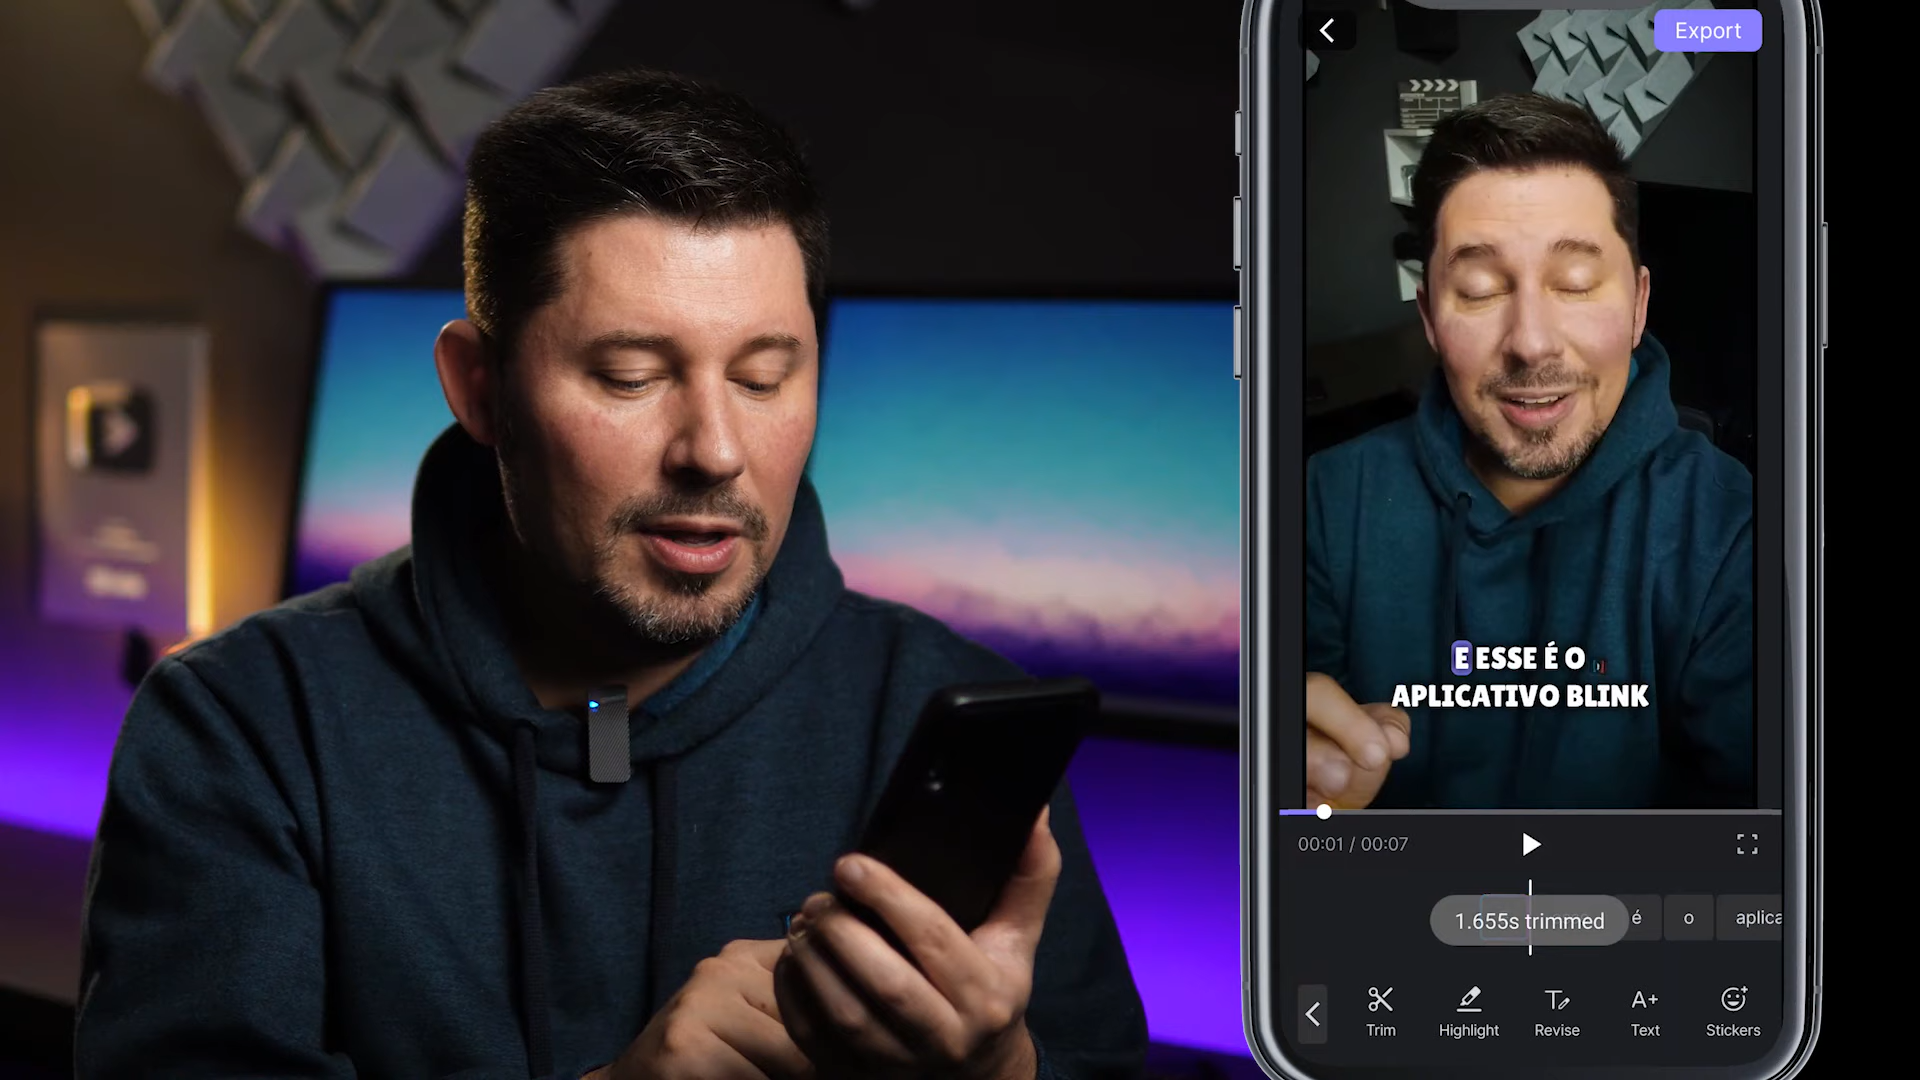 Export
E ESSE É O
APLICATIVO BLINK
00:01 / 00:07
1.655s trimmed
é
o
aplica
Trim
Highlight
Revise
Text
Stickers